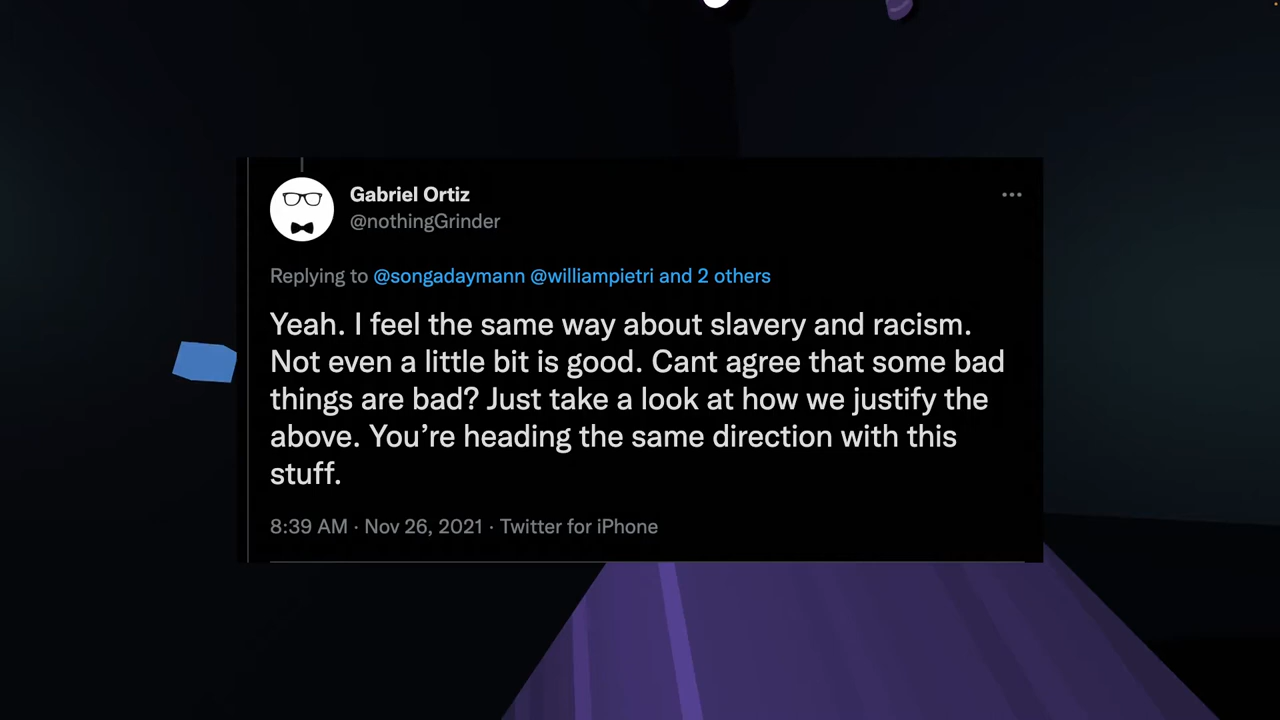 Gabriel Ortiz
@nothingGrinder
Replying to @songadaymann @williampietri and 2 others
Yeah. I feel the same way about slavery and racism.
Not even a little bit is good. Cant agree that some bad
things are bad? Just take a look at how we justify the
above. You’re heading the same direction with this
stuff.
8:39 AM · Nov 26, 2021 · Twitter for iPhone